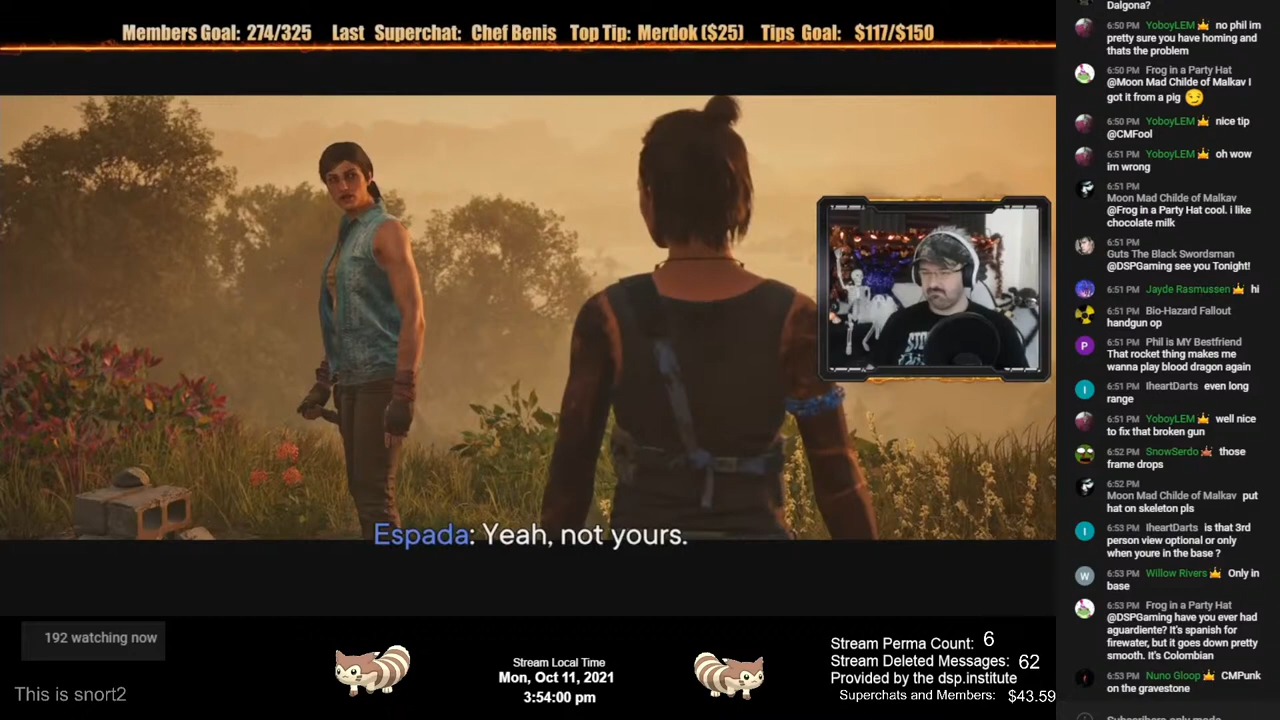 Members Goal: 274/325 Last Superchat: Chef Benis Top Tip: Merdok ($25) Tips Goal: $117/$150
Espada: Yeah, not yours.
192 watching now
This is snort2
Stream Local Time
Mon, Oct 11, 2021
3:54:00 pm
Stream Perma Count: 6
Stream Deleted Messages: 62
Provided by the dsp.institute
Superchats and Members: $43.59
Dalgona?
6:50 PM YoboyLEM no phil im
pretty sure you have homing and
thats the problem
6:50 PM Frog in a Party Hat
@Moon Mad Childe of Malkav I
got it from a pig 😏
6:51 PM YoboyLEM nice tip
@CMFool
6:51 PM YoboyLEM oh wow
im wrong
6:51 PM
Moon Mad Childe of Malkav
@Frog in a Party Hat cool. i like
chocolate milk
6:51 PM
Guts The Black Swordsman
@DSPGaming see you Tonight!
6:51 PM Jayde Rasmussen hi
6:51 PM Bio-Hazard Fallout
handgun op
6:51 PM Phil is MY Bestfriend
That rocket thing makes me
wanna play blood dragon again
6:51 PM IheartDarts even long
range
6:51 PM YoboyLEM well nice
to fix that broken gun
6:52 PM SnowSerdo those
frame drops
6:52 PM
Moon Mad Childe of Malkav put
hat on skeleton pls
6:53 PM IheartDarts is that 3rd
person view optional or only
when youre in the base ?
6:53 PM Willow Rivers Only in
base
6:53 PM Frog in a Party Hat
@DSPGaming have you ever had
aguardiente? It's spanish for
firewater, but it goes down pretty
smooth. It's Colombian
6:53 PM Nuno Gloop CMPunk
on the gravestone